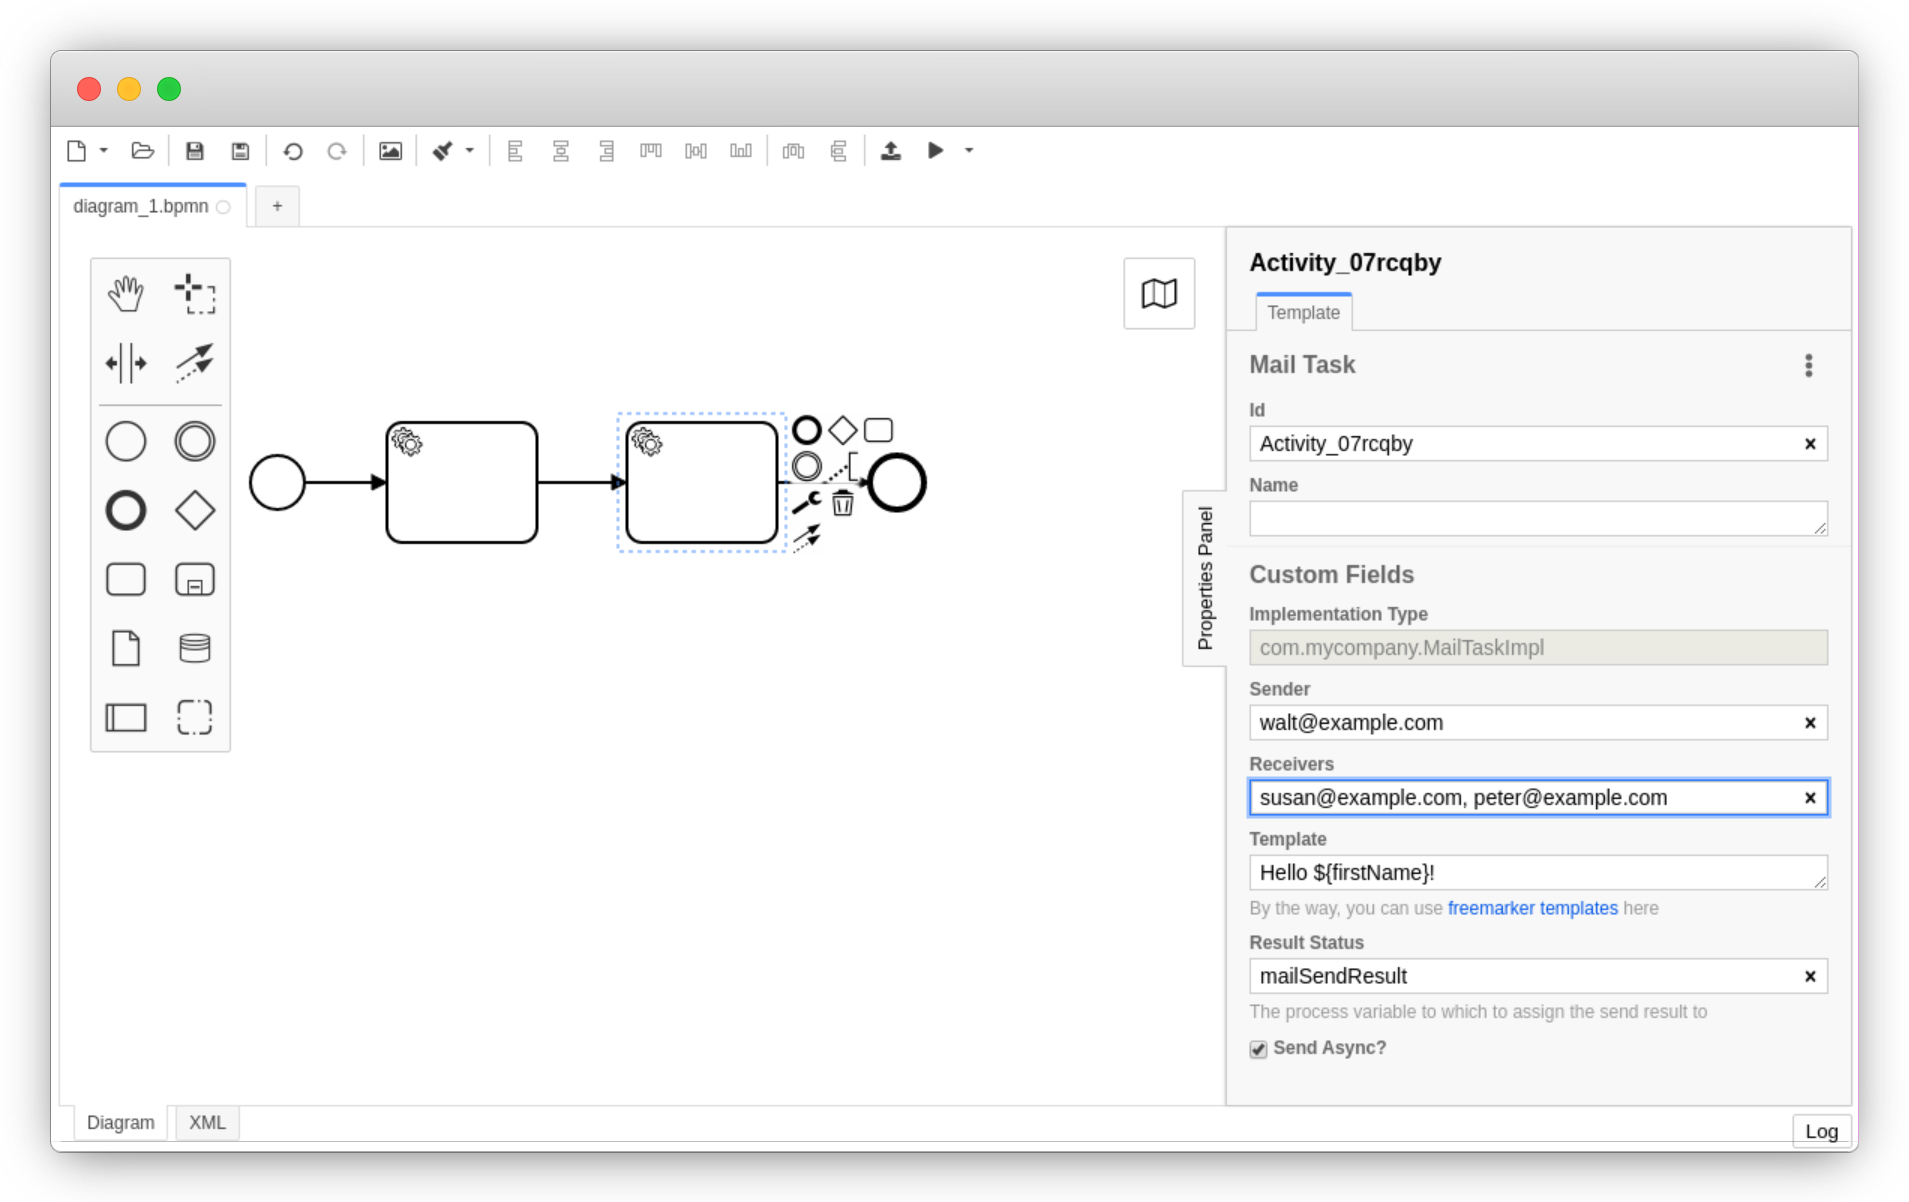 diagram_1.bpmn
+
Activity_07rcqby
Template
Mail Task
Id
Activity_07rcqby
Name
Properties Panel
Custom Fields
Implementation Type
com.mycompany.MailTaskImpl
Sender
walt@example.com
Receivers
susan@example.com, peter@example.com
Template
Hello ${firstName}!
By the way, you can use freemarker templates here
Result Status
mailSendResult
The process variable to which to assign the send result to
Send Async?
Diagram
XML
Log